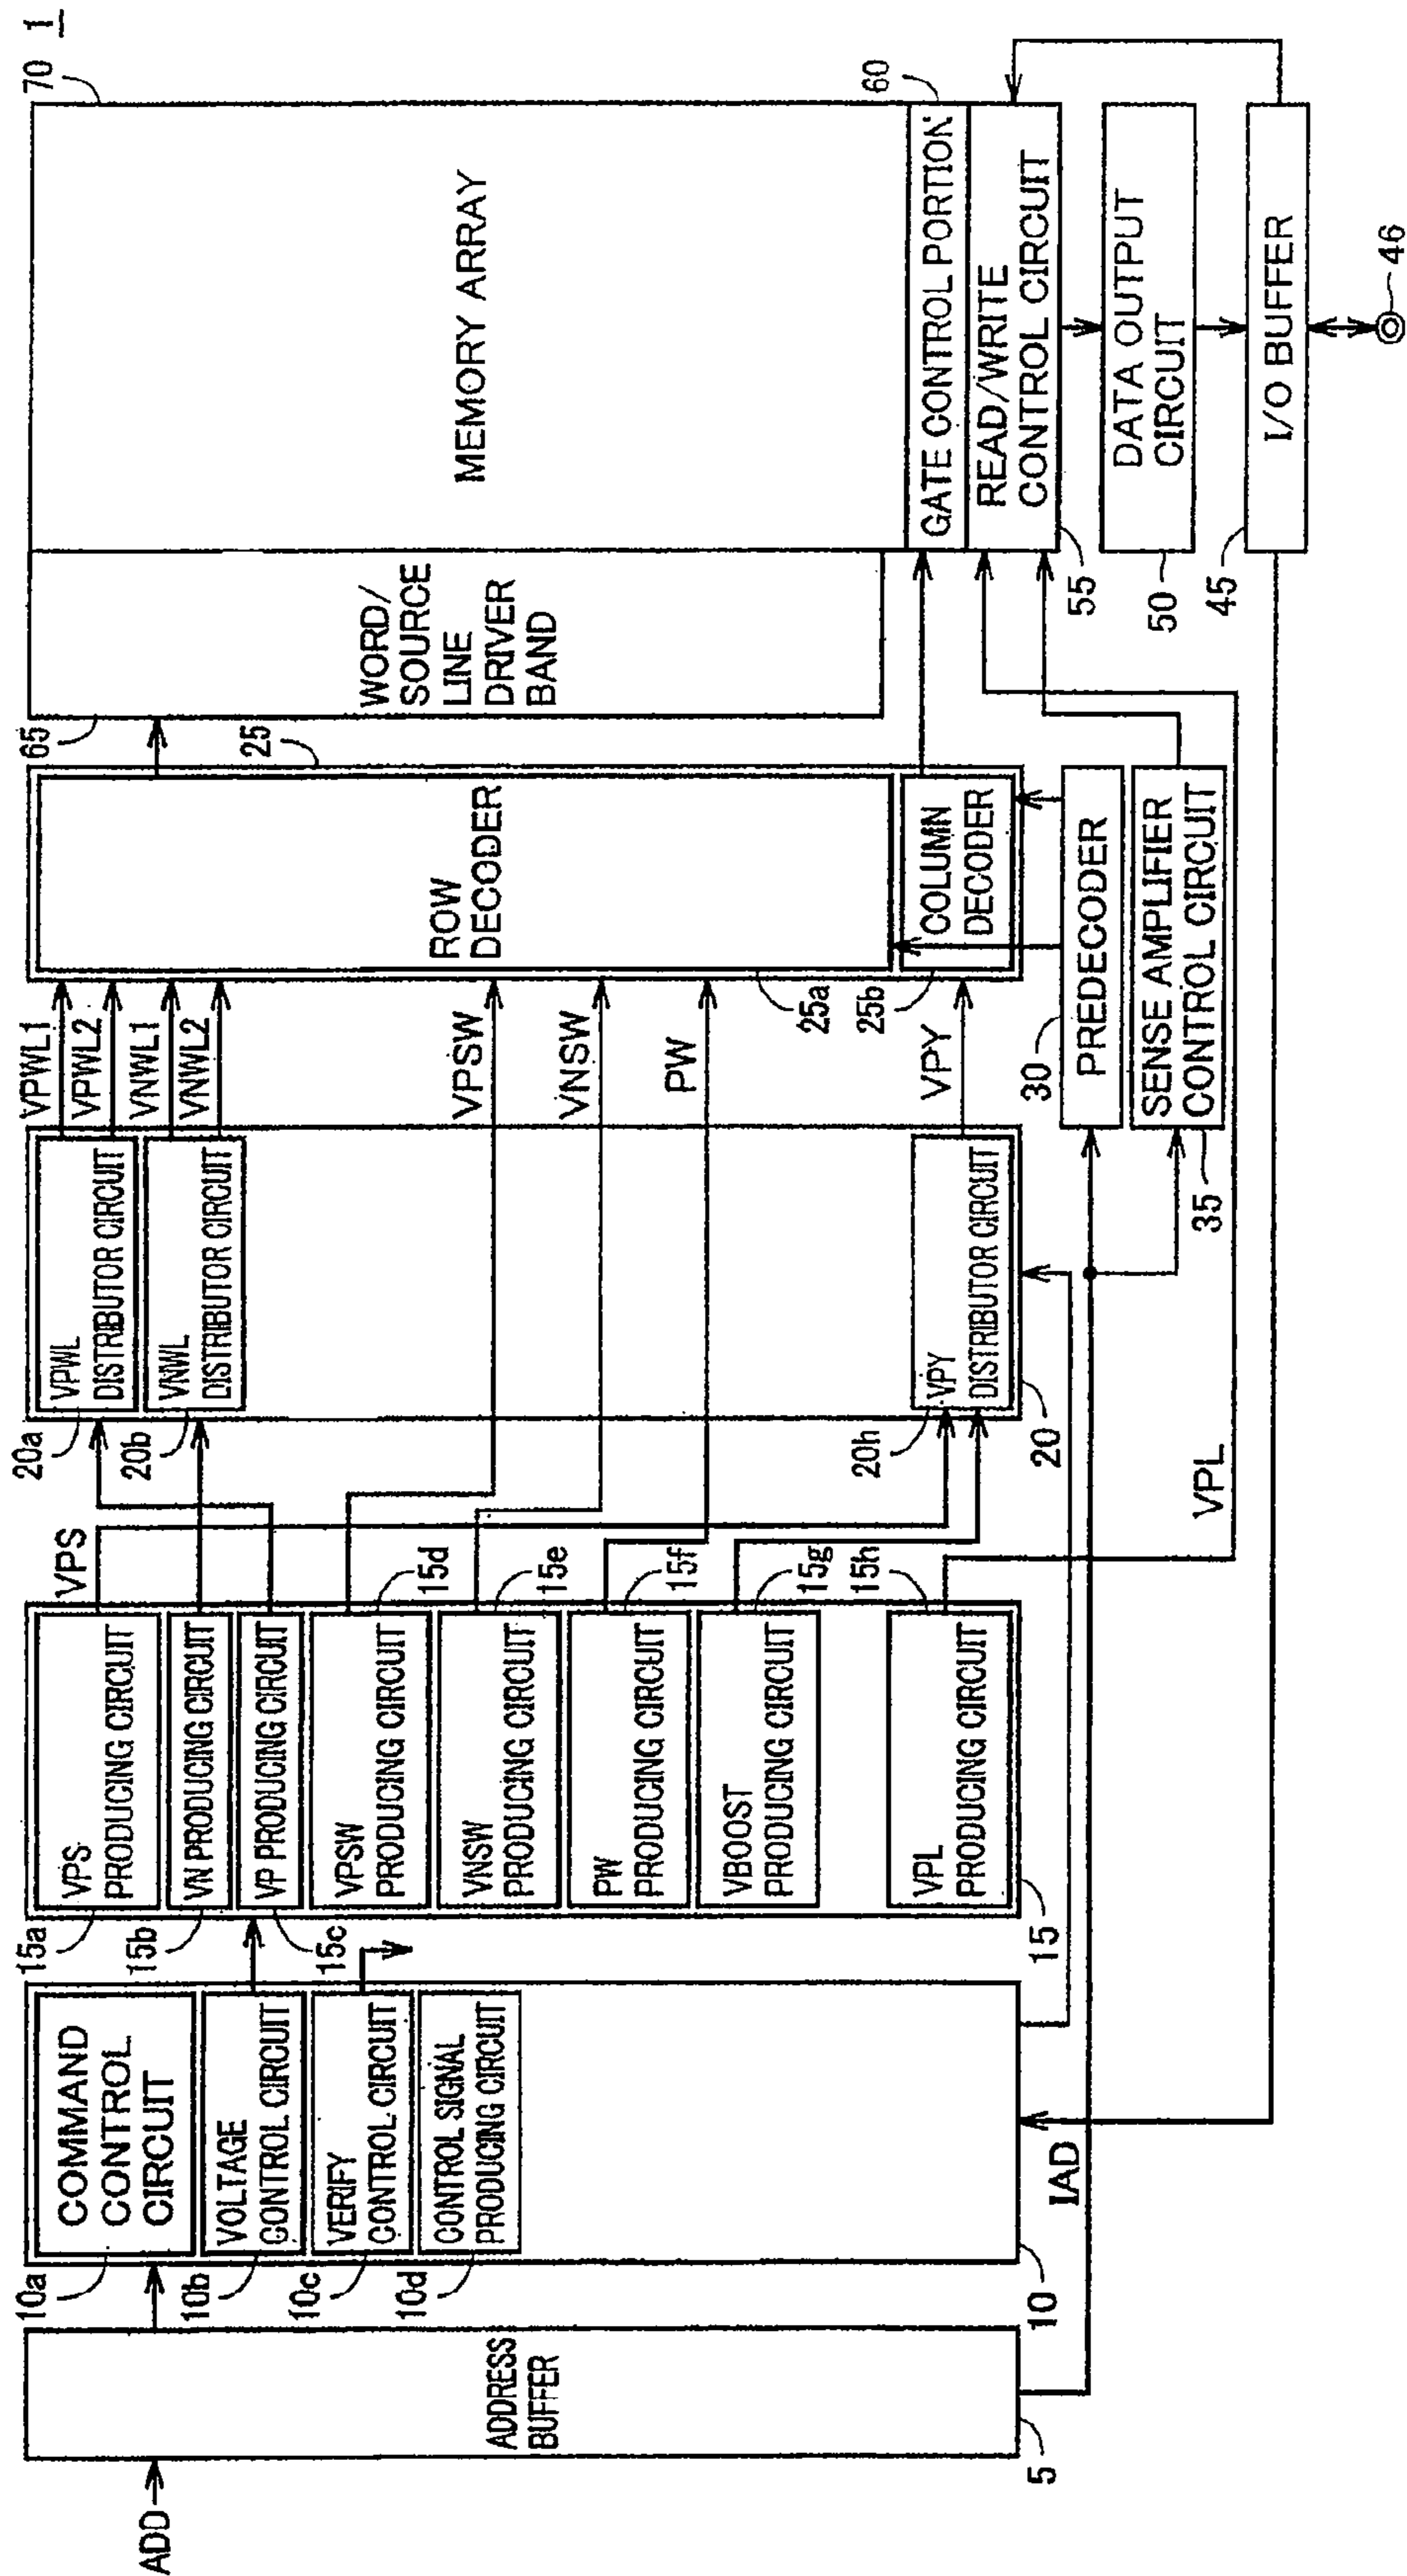 1
ADD
ADDRESS
BUFFER
5
10a
COMMAND
CONTROL
CIRCUIT
10b
VOLTAGE
CONTROL CIRCUIT
10c
VERIFY
CONTROL CIRCUIT
10d
CONTROL SIGNAL
PRODUCING CIRCUIT
10
IAD
15a
VPS
PRODUCING CIRCUIT
15b
VN PRODUCING CIRCUIT
15c
VP PRODUCING CIRCUIT
VPSW
PRODUCING CIRCUIT
15d
VNSW
PRODUCING CIRCUIT
15e
PW
PRODUCING CIRCUIT
15f
VBOOST
PRODUCING CIRCUIT
15g
VPL
PRODUCING CIRCUIT
15h
15
VPS
VPL
20a
VPWL
DISTRIBUTOR CIRCUIT
20b
VNWL
DISTRIBUTOR CIRCUIT
20h
VPY
DISTRIBUTOR CIRCUIT
20
VPWL1
VPWL2
VNWL1
VNWL2
VPSW
VNSW
PW
VPY
25
ROW
DECODER
25a
COLUMN
DECODER
25b
30
PREDECODER
SENSE AMPLIFIER
CONTROL CIRCUIT
35
65
WORD/
SOURCE
LINE
DRIVER
BAND
70
MEMORY ARRAY
60
GATE CONTROL PORTION
READ/WRITE
CONTROL CIRCUIT
55
DATA OUTPUT
CIRCUIT
50
I/O BUFFER
45
46